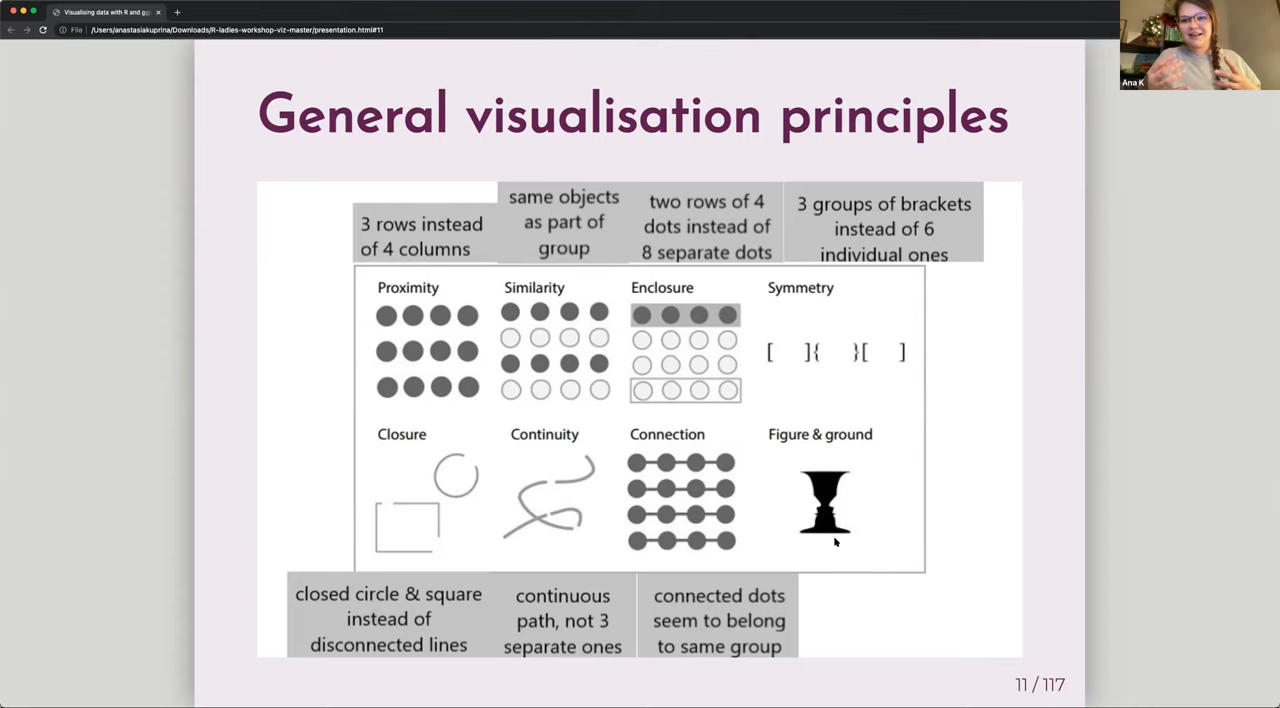 Visualising data with R and gg
File
/Users/anastasiakuprina/Downloads/R-ladies-workshop-viz-master/presentation.html#11
Ana K
General visualisation principles
3 rows instead
of 4 columns
same objects
as part of
group
two rows of 4
dots instead of
8 separate dots
3 groups of brackets
instead of 6
individual ones
Proximity
Similarity
Enclosure
Symmetry
[ ]{ }[ ]
Closure
Continuity
Connection
Figure & ground
closed circle & square
instead of
disconnected lines
continuous
path, not 3
separate ones
connected dots
seem to belong
to same group
11 / 117